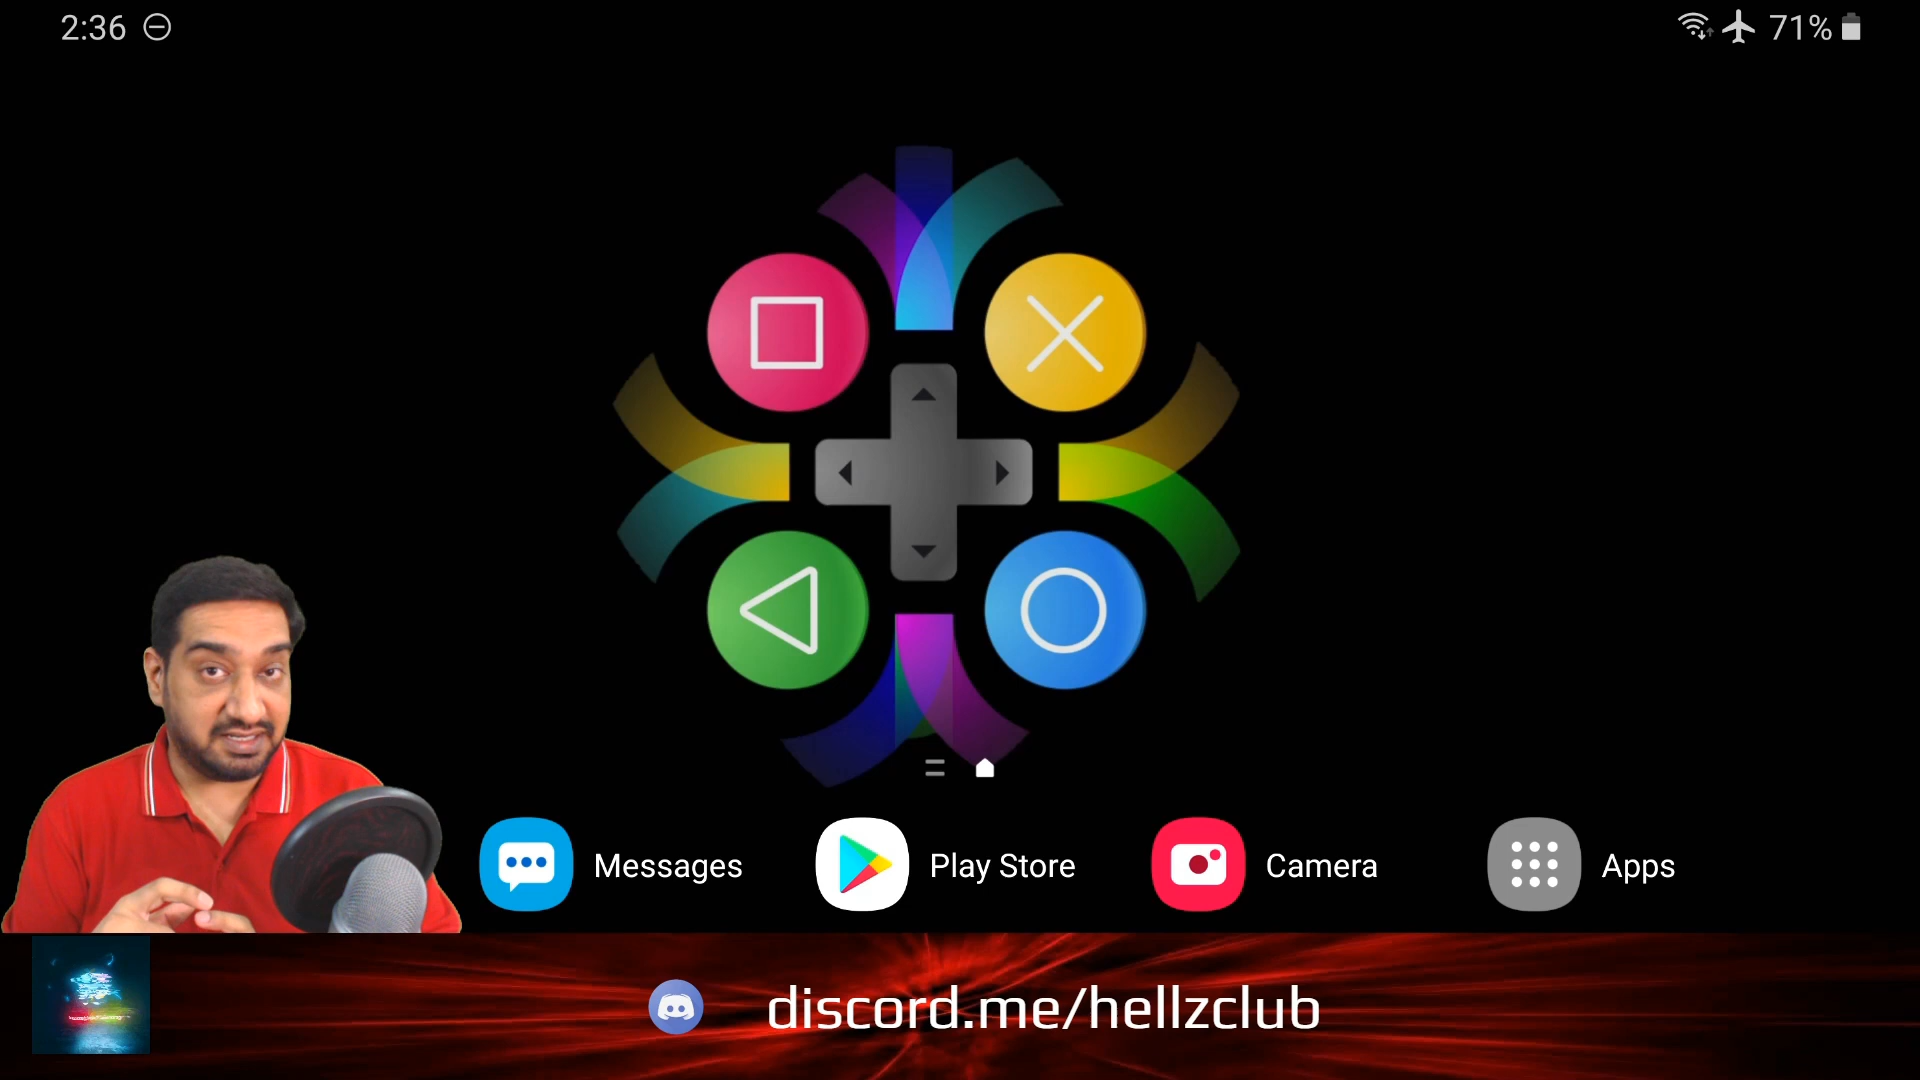 2:36
71%
Messages
Play Store
Camera
Apps
discord.me/hellzclub